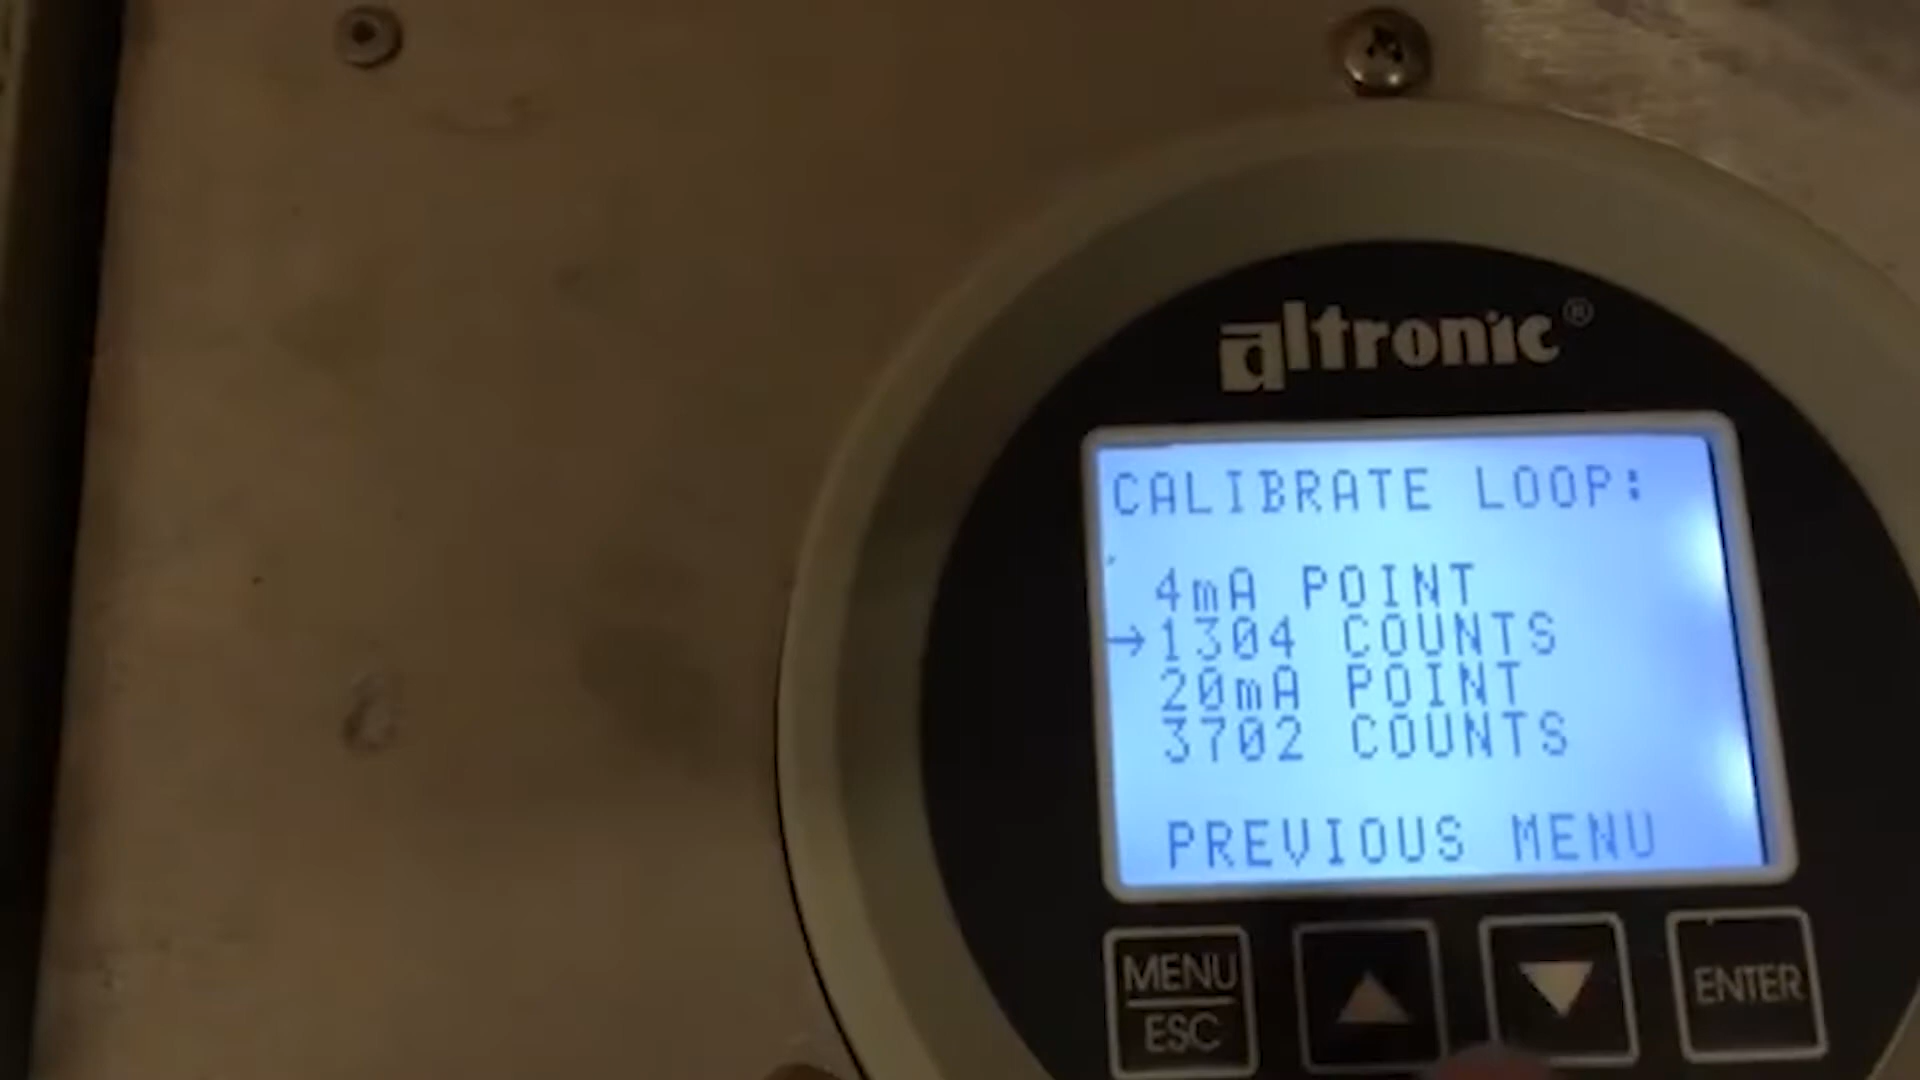 altronic®
CALIBRATE LOOP:
4mA POINT
→1304 COUNTS
20mA POINT
3702 COUNTS
PREVIOUS MENU
MENU
ESC
ENTER